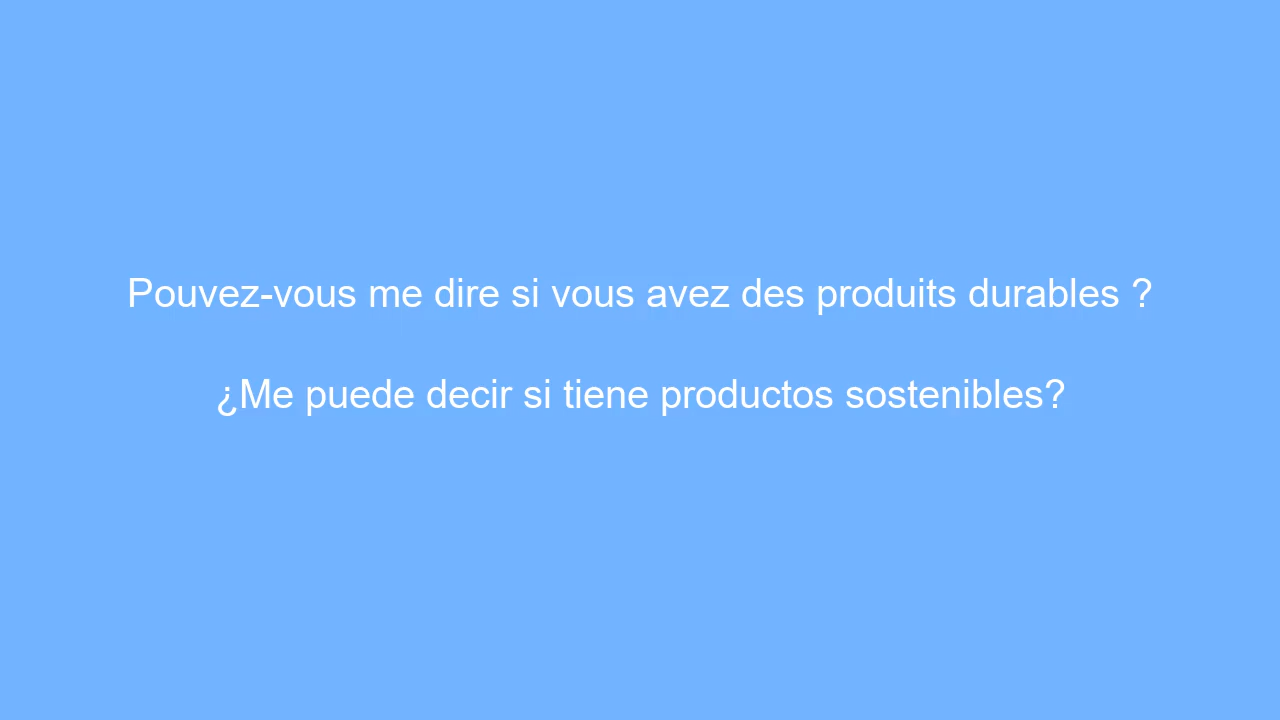 Pouvez-vous me dire si vous avez des produits durables ?
¿Me puede decir si tiene productos sostenibles?